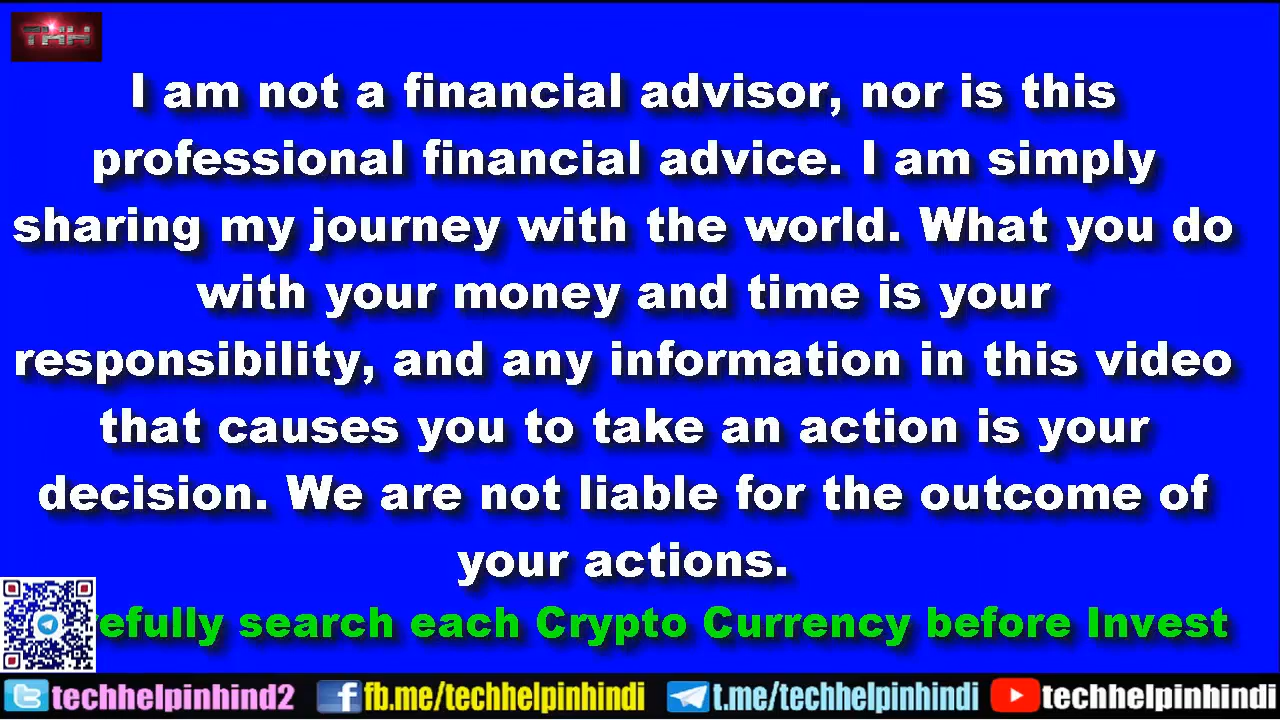 THH
I am not a financial advisor, nor is this
professional financial advice. I am simply
sharing my journey with the world. What you do
with your money and time is your
responsibility, and any information in this video
that causes you to take an action is your
decision. We are not liable for the outcome of
your actions.
efully search each Crypto Currency before Invest
techhelpinhind2 fb.me/techhelpinhindi t.me/techhelpinhindi techhelpinhindi